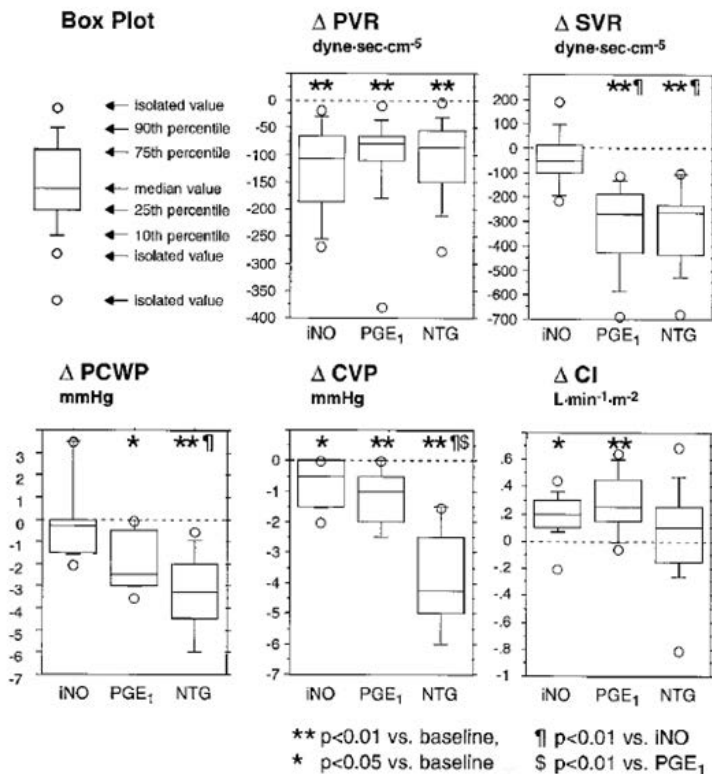 Box Plot
isolated value
90th percentile
75th percentile
median value
25th percentile
10th percentile
isolated value
isolated value
Δ PVR
dyne·sec·cm-5
** ** **
0
-50
-100
-150
-200
-250
-300
-350
-400
iNO PGE1 NTG
Δ SVR
dyne·sec·cm-5
**¶ **¶
200
100
0
-100
-200
-300
-400
-500
-600
-700
iNO PGE1 NTG
Δ PCWP
mmHg
* **¶
3
2
1
0
-1
-2
-3
-4
-5
-6
-7
iNO PGE1 NTG
Δ CVP
mmHg
* ** **¶$
0
-1
-2
-3
-4
-5
-6
-7
iNO PGE1 NTG
Δ CI
L·min-1·m-2
* **
.6
.4
.2
0
-.2
-.4
-.6
-.8
-1
iNO PGE1 NTG
** p<0.01 vs. baseline, ¶ p<0.01 vs. iNO
* p<0.05 vs. baseline $ p<0.01 vs. PGE1